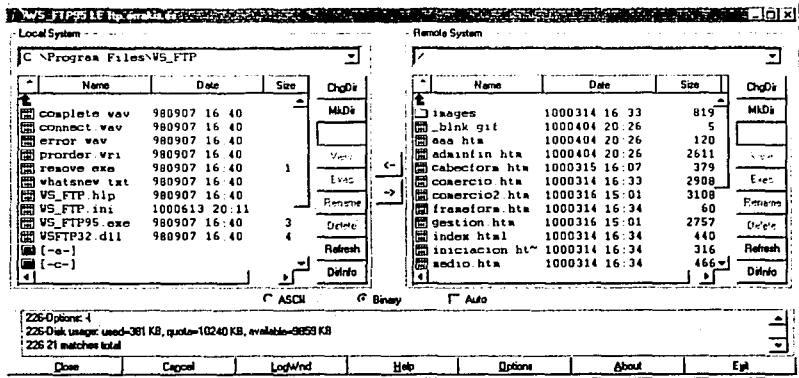 WS_FTP95 LE
Local System
C \Program Files\WS_FTP
Name Date Size
complete wav 980907 16 40
connect.wav 980907 16 40
error wav 980907 16 40
prorder.wri 980907 16 40
remove exe 980907 16 40 1
whatsnew txt 980907 16 40
WS_FTP.hlp 980907 16 40
WS_FTP.ini 1000613 20:11
WS_FTP95.exe 980907 16 40 3
WSFTP32.dll 980907 16 40 4
[-a-]
[-c-]
ChgDir
MkDir
View
Exec
Rename
Delete
Refresh
DirInfo
<-
->
Remote System
/
Name Date Size
images 1000314 16 33 819
_blnk gif 1000404 20:26 5
aaa htm 1000404 20:26 120
adminfin htm 1000404 20:26 2611
cabecform htm 1000315 16:07 379
comercio htm 1000314 16:33 2908
comercio2.htm 1000316 15:01 3108
frameform.htm 1000314 16:34 60
gestion.htm 1000316 15:01 2757
index html 1000314 16:34 440
iniciacion ht~ 1000314 16:34 316
medio.htm 1000314 16:34 466
ChgDir
MkDir
View
Exec
Rename
Delete
Refresh
DirInfo
ASCII Binary Auto
226-Options: -l
226-Disk usage: used=381 KB, quota=10240 KB, available=9859 KB
226 21 matches total
Close Cancel LogWnd Help Options About Exit